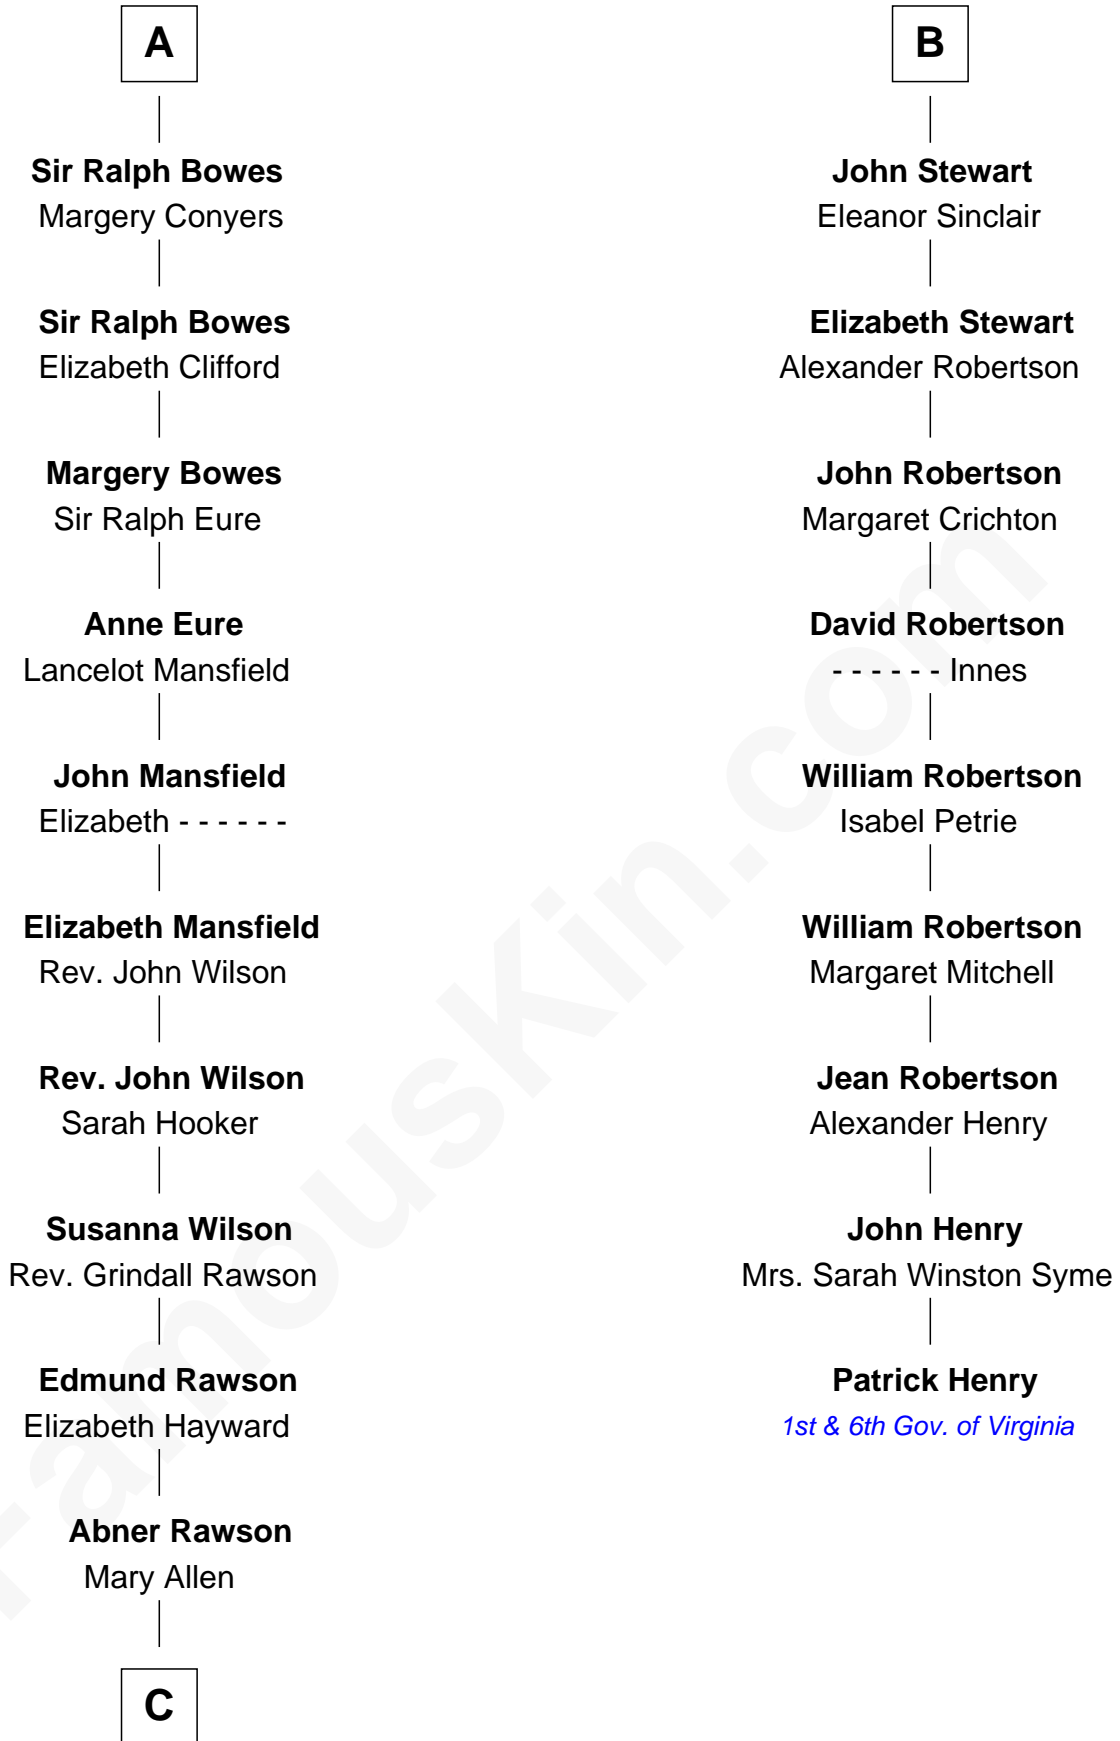 A
Sir Ralph Bowes
Margery Conyers
Sir Ralph Bowes
Elizabeth Clifford
Margery Bowes
Sir Ralph Eure
Anne Eure
Lancelot Mansfield
John Mansfield
Elizabeth - - - - - -
Elizabeth Mansfield
Rev. John Wilson
Rev. John Wilson
Sarah Hooker
Susanna Wilson
Rev. Grindall Rawson
Edmund Rawson
Elizabeth Hayward
Abner Rawson
Mary Allen
C
B
John Stewart
Eleanor Sinclair
Elizabeth Stewart
Alexander Robertson
John Robertson
Margaret Crichton
David Robertson
- - - - - - Innes
William Robertson
Isabel Petrie
William Robertson
Margaret Mitchell
Jean Robertson
Alexander Henry
John Henry
Mrs. Sarah Winston Syme
Patrick Henry
1st & 6th Gov. of Virginia
FamousKin.com